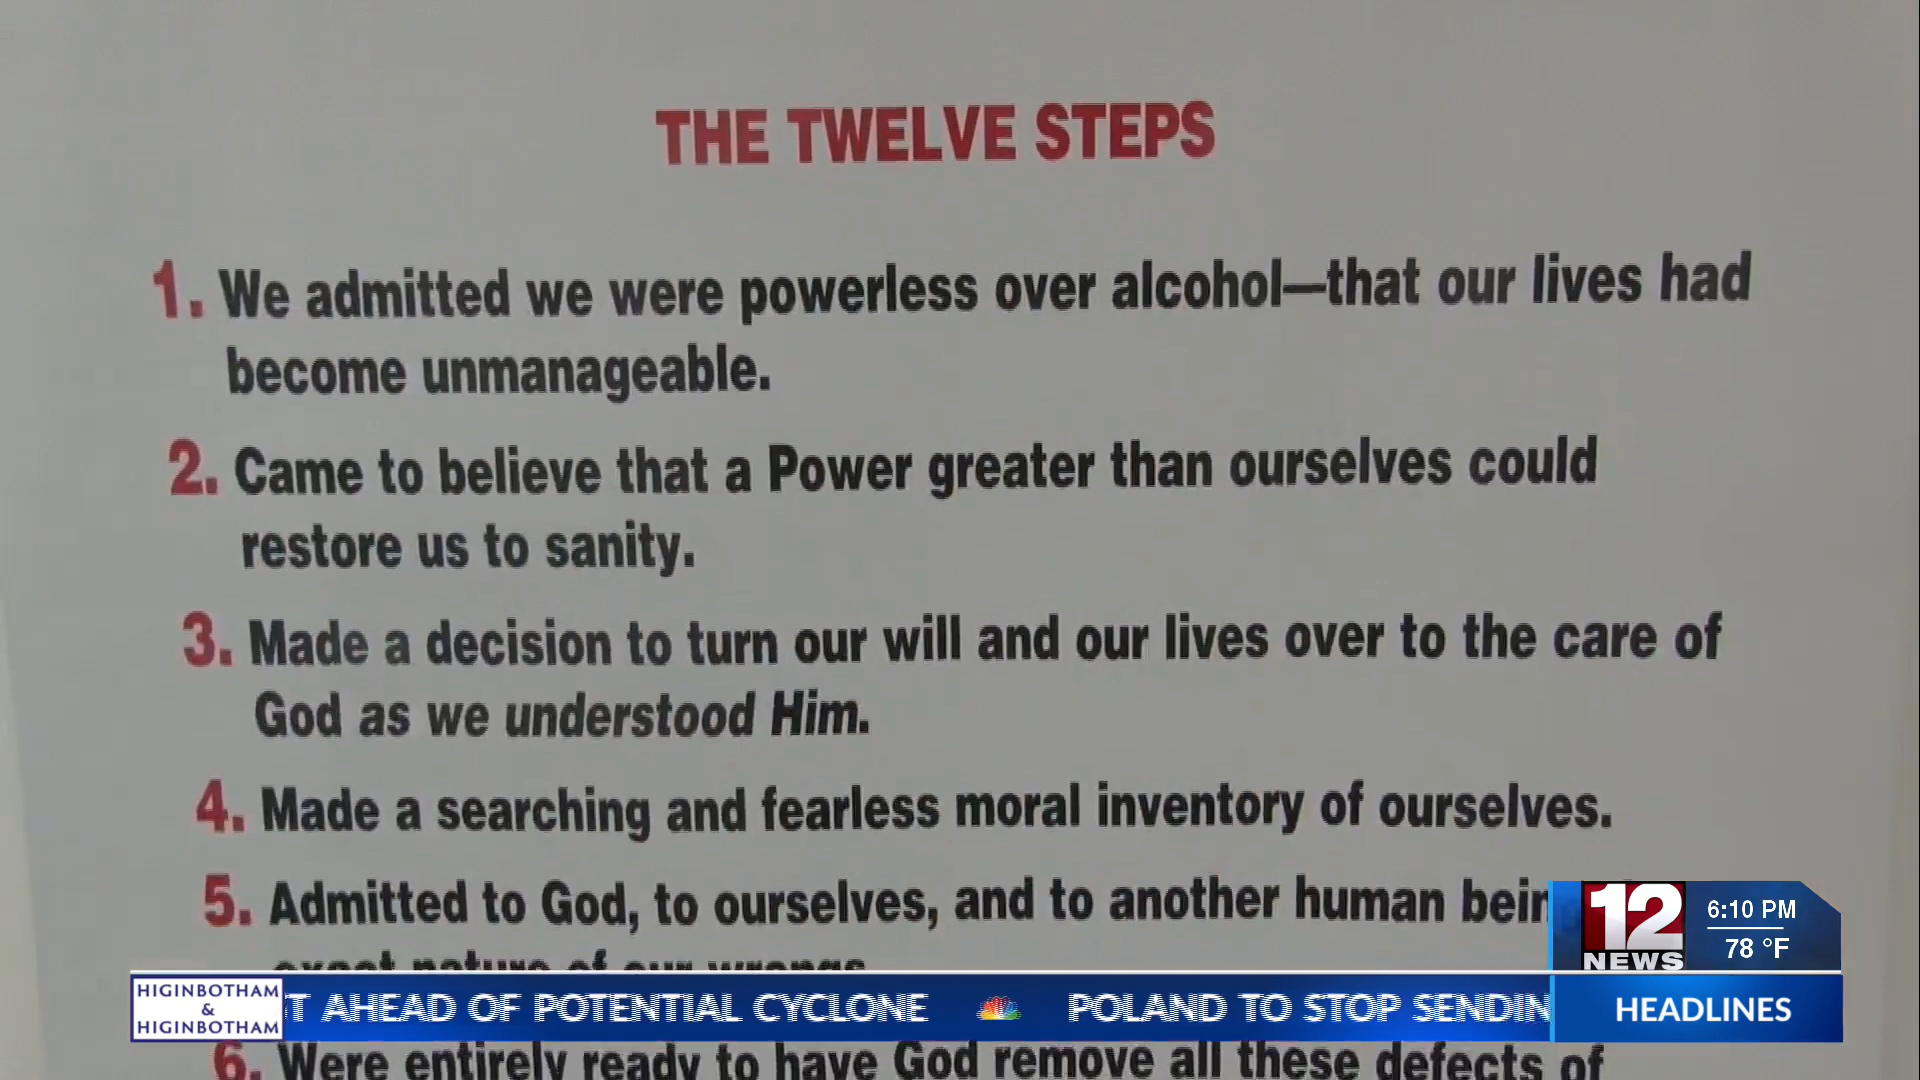 THE TWELVE STEPS
1. We admitted we were powerless over alcohol—that our lives had
become unmanageable.
2. Came to believe that a Power greater than ourselves could
restore us to sanity.
3. Made a decision to turn our will and our lives over to the care of
God as we understood Him.
4. Made a searching and fearless moral inventory of ourselves.
5. Admitted to God, to ourselves, and to another human
exact nature of our wrongs.
6. Were entirely ready to have God remove all these defects of
12
NEWS
6:10 PM
78 °F
HIGINBOTHAM
&
HIGINBOTHAM
AHEAD OF POTENTIAL CYCLONE POLAND TO STOP
HEADLINES